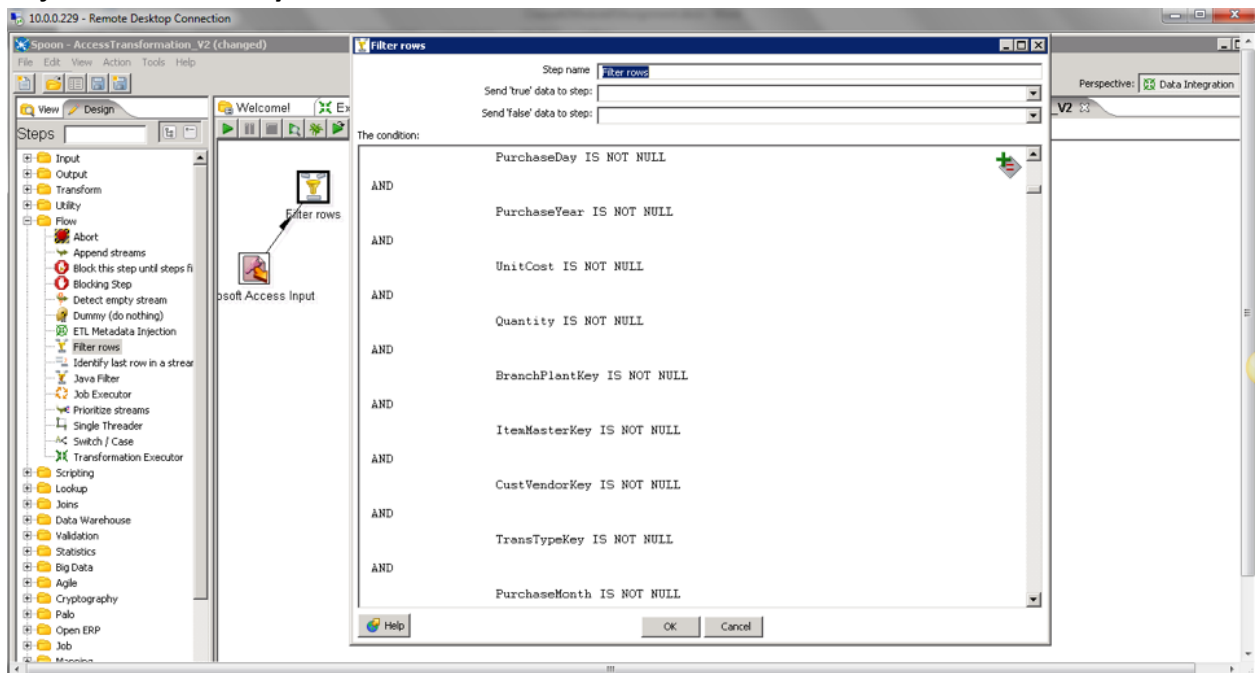 10.0.0.229 - Remote Desktop Connection
Spoon - AccessTransformation_V2 (changed)
File Edit View Action Tools Help
Perspective: Data Integration
View Design
Welcome! Ex
_V2
Steps
Input
Output
Transform
Utility
Flow
Abort
Append streams
Block this step until steps fi
Blocking Step
Detect empty stream
Dummy (do nothing)
ETL Metadata Injection
Filter rows
Identify last row in a strear
Java Filter
Job Executor
Prioritize streams
Single Threader
Switch / Case
Transformation Executor
Scripting
Lookup
Joins
Data Warehouse
Validation
Statistics
Big Data
Agile
Cryptography
Palo
Open ERP
Job
Mapping
Filter rows
osoft Access Input
Filter rows
Step name Filter rows
Send 'true' data to step:
Send 'false' data to step:
The condition:
PurchaseDay IS NOT NULL
AND
PurchaseYear IS NOT NULL
AND
UnitCost IS NOT NULL
AND
Quantity IS NOT NULL
AND
BranchPlantKey IS NOT NULL
AND
ItemMasterKey IS NOT NULL
AND
CustVendorKey IS NOT NULL
AND
TransTypeKey IS NOT NULL
AND
PurchaseMonth IS NOT NULL
Help OK Cancel